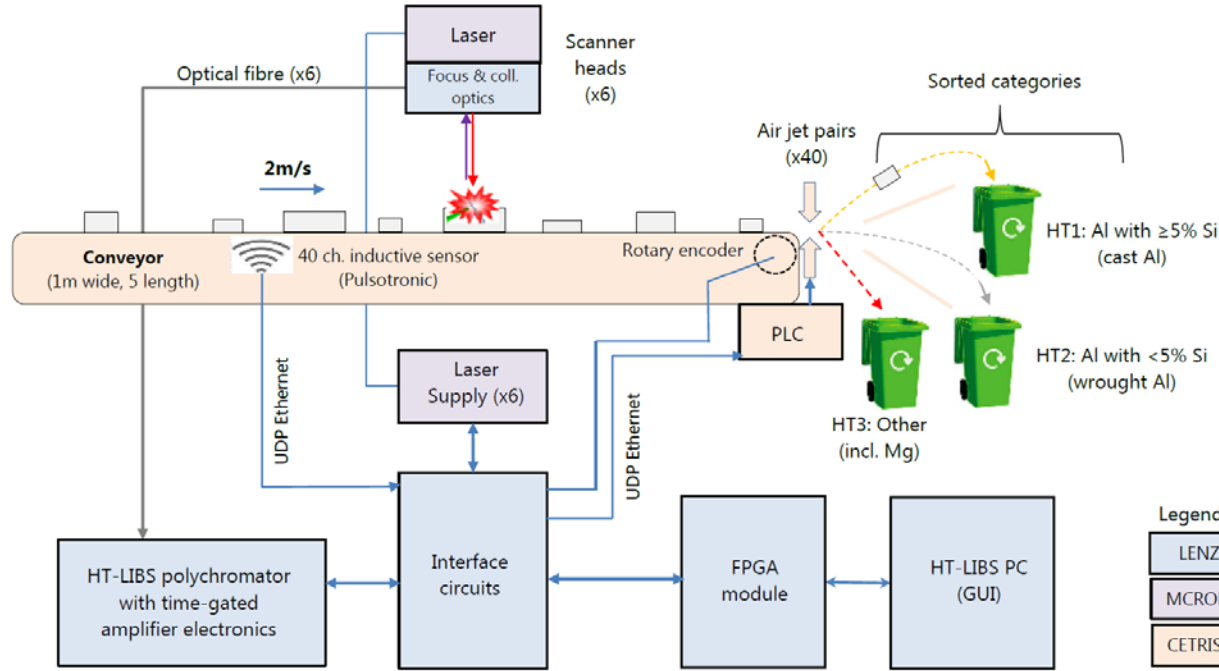 Laser
Focus & coll.
optics
Scanner
heads
(x6)
Optical fibre (x6)
Sorted categories
Air jet pairs
(x40)
2m/s
HT1: Al with ≥5% Si
(cast Al)
Conveyor
(1m wide, 5 length)
40 ch. inductive sensor
(Pulsotronic)
Rotary encoder
PLC
HT2: Al with <5% Si
(wrought Al)
HT3: Other
(incl. Mg)
Laser
Supply (x6)
UDP Ethernet
UDP Ethernet
HT-LIBS polychromator
with time-gated
amplifier electronics
Interface
circuits
FPGA
module
HT-LIBS PC
(GUI)
Legend
LENZ
CETRIS